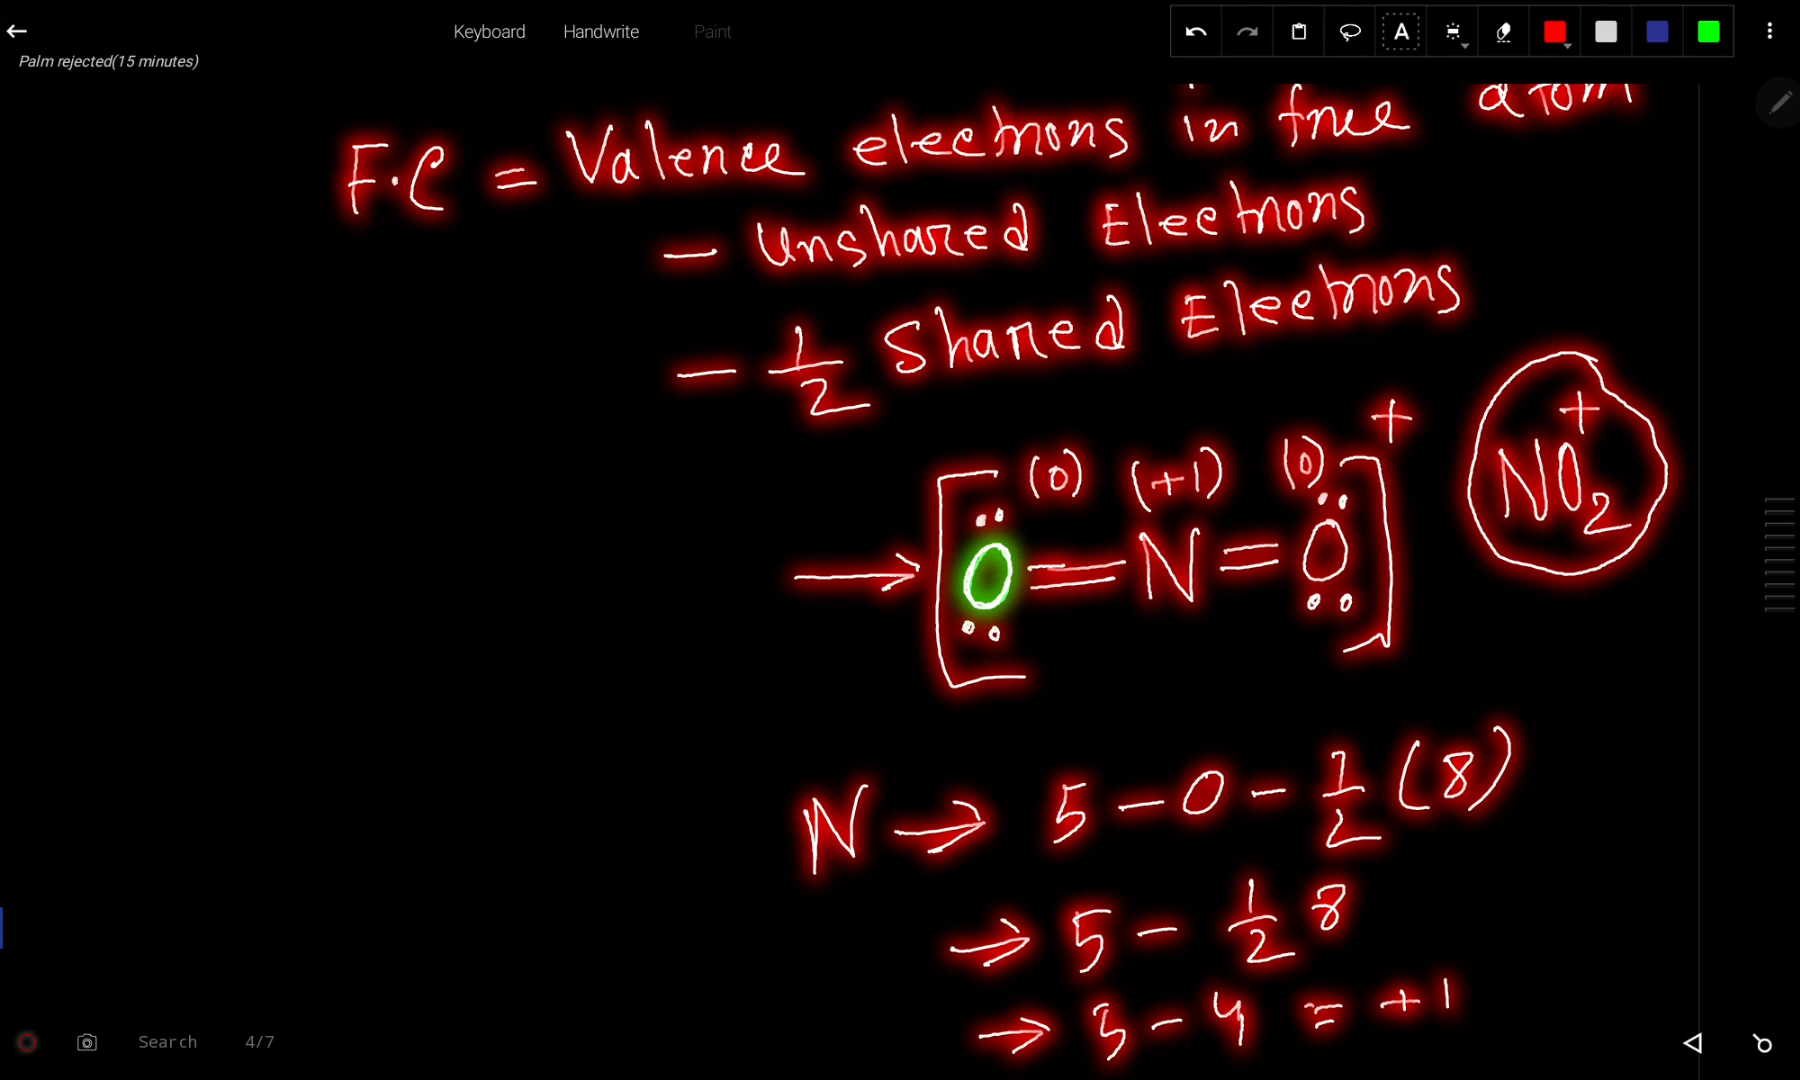 Keyboard Handwrite Paint A
Palm rejected(15 minutes)
F.C = Valence electrons in free atom
- Unshared Electrons
- 1/2 Shared Electrons
(0) (+1) (0) +
→ [O=N=O] NO₂⁺
N → 5 - 0 - 1/2 (8)
→ 5 - 1/2 8
→ 5 - 4 = +1
Search 4/7